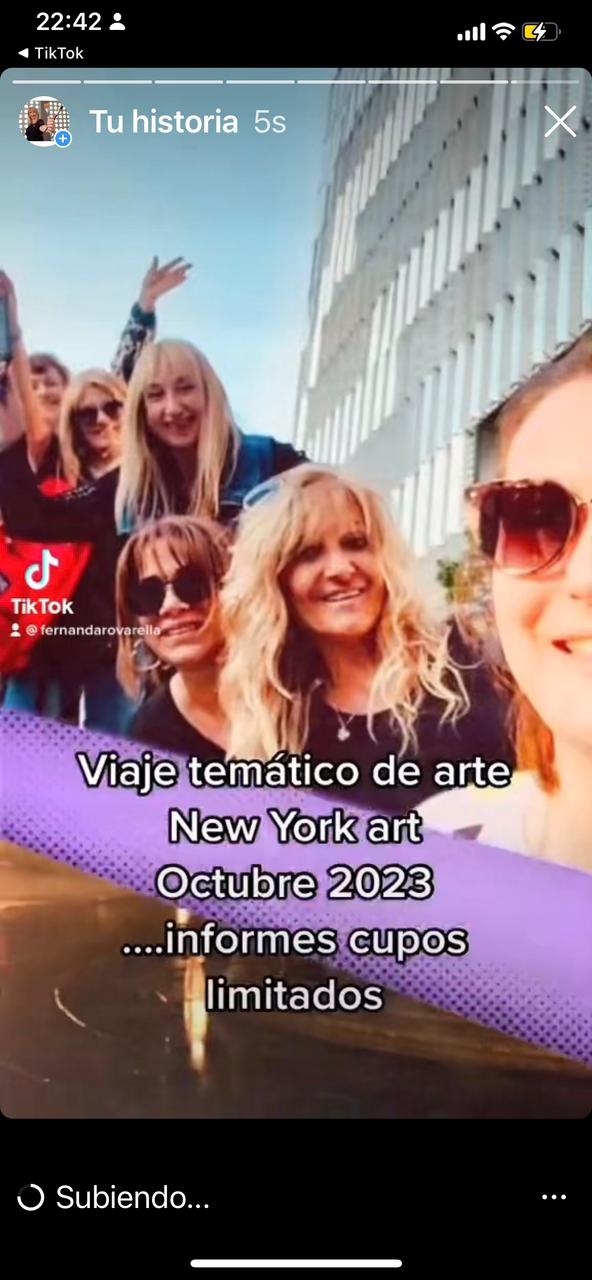 22:42
TikTok
Tu historia 5s
TikTok
@fernandarovarella
Viaje temático de arte
New York art
Octubre 2023
....informes cupos
limitados
Subiendo...